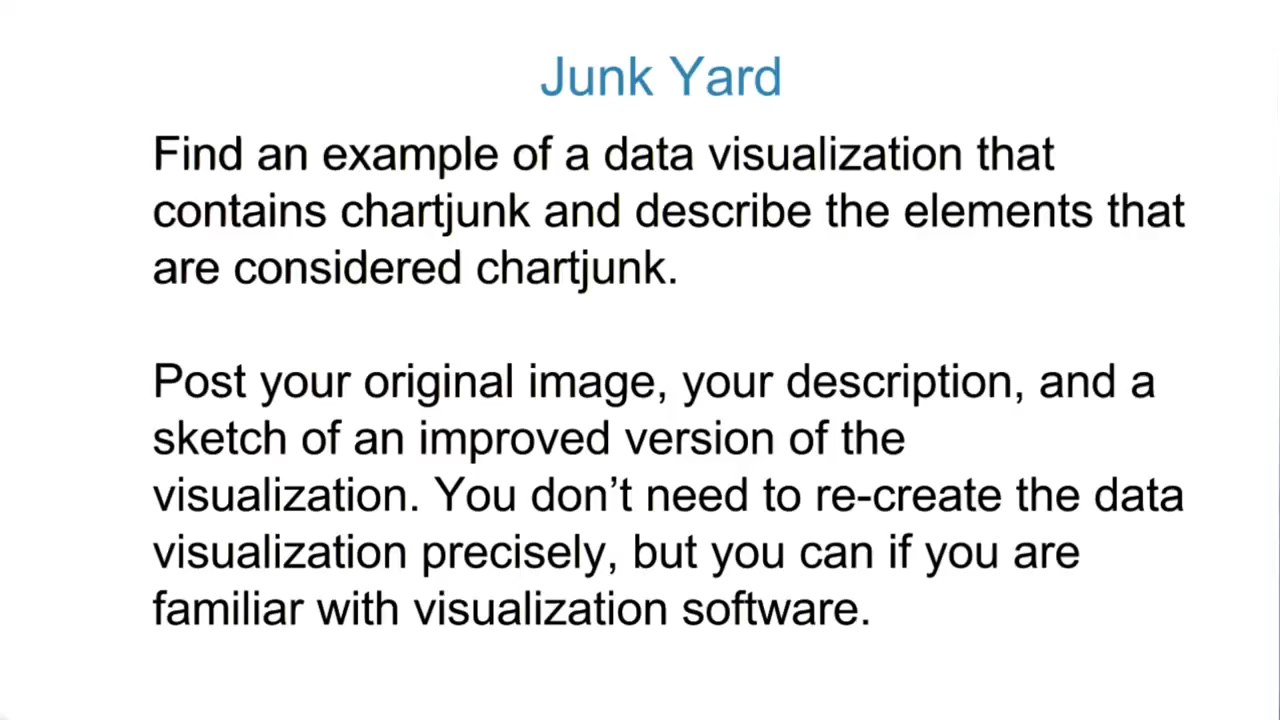 Junk Yard
Find an example of a data visualization that
contains chartjunk and describe the elements that
are considered chartjunk.
Post your original image, your description, and a
sketch of an improved version of the
visualization. You don’t need to re-create the data
visualization precisely, but you can if you are
familiar with visualization software.